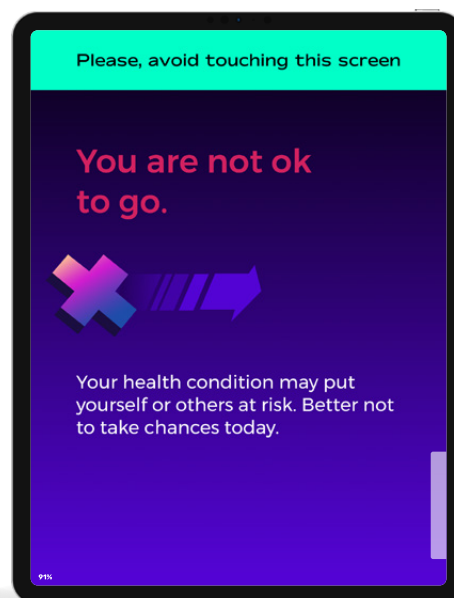 Please, avoid touching this screen
You are not ok
to go.
Your health condition may put
yourself or others at risk. Better not
to take chances today.
91%